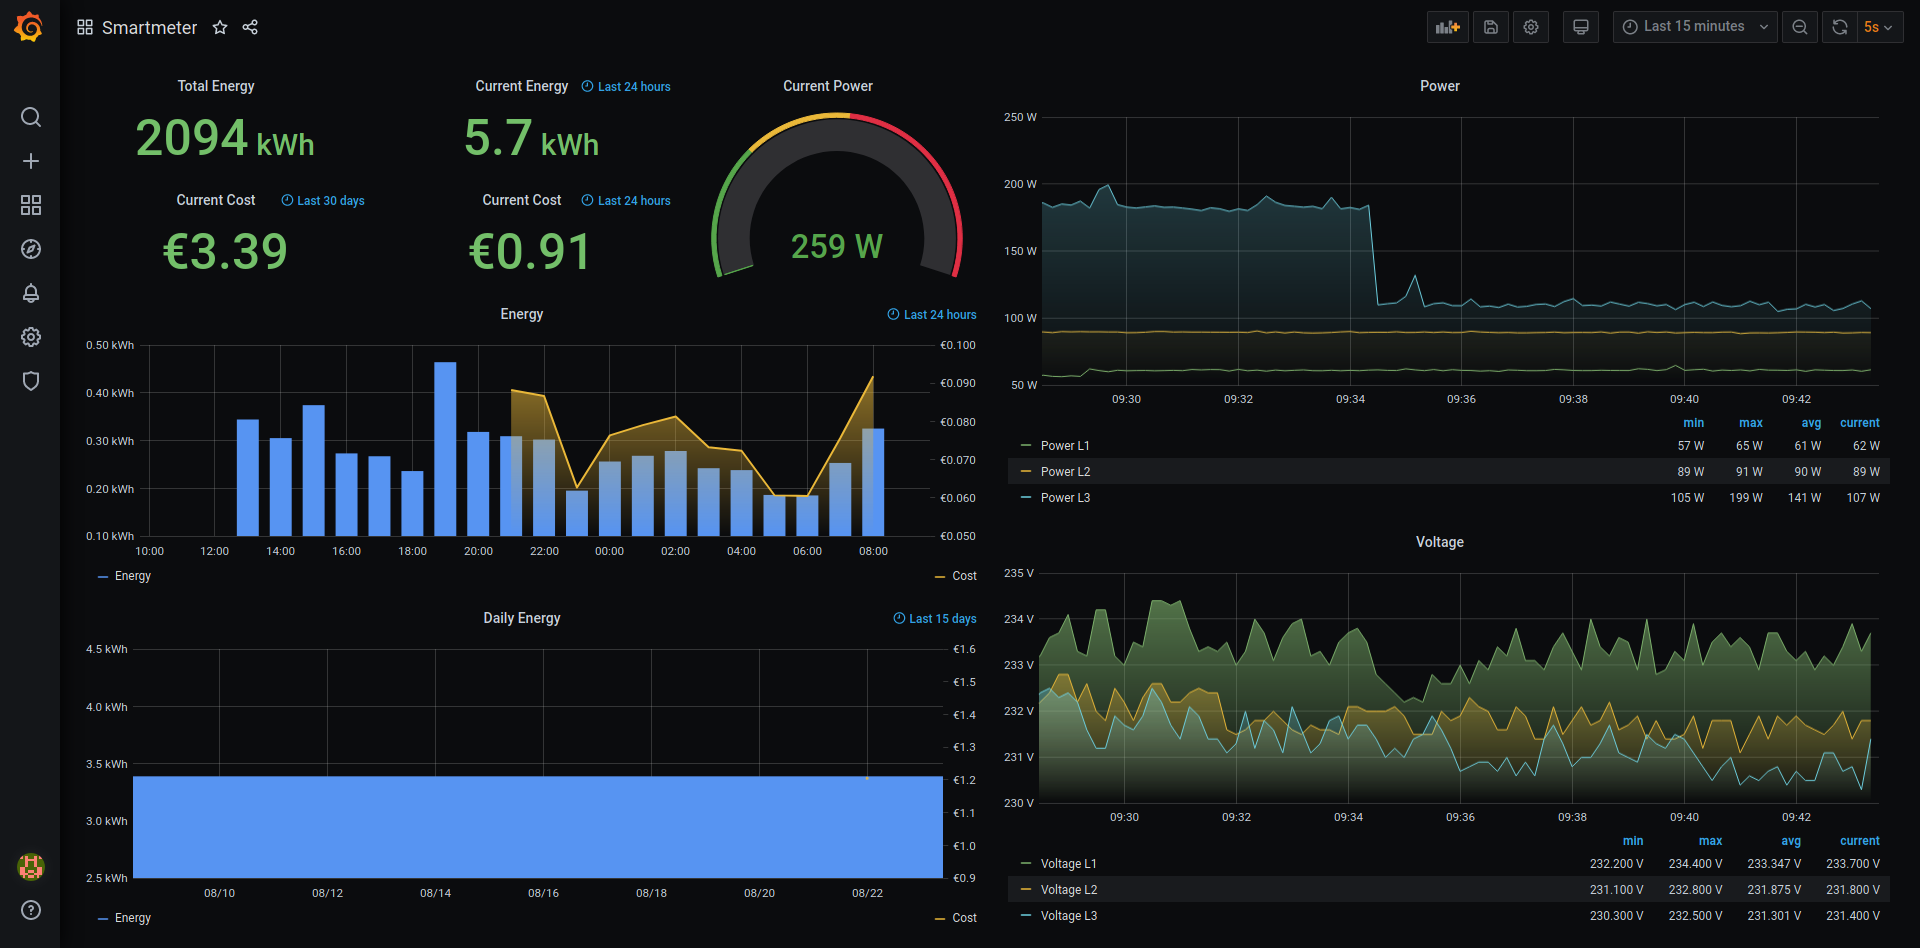 Smartmeter
Last 15 minutes
5s
Total Energy
2094 kWh
Current Energy Last 24 hours
5.7 kWh
Current Cost Last 30 days
€3.39
Current Cost Last 24 hours
€0.91
Current Power
259 W
Energy Last 24 hours
0.50 kWh
0.40 kWh
0.30 kWh
0.20 kWh
0.10 kWh
€0.100
€0.090
€0.080
€0.070
€0.060
€0.050
10:00 12:00 14:00 16:00 18:00 20:00 22:00 00:00 02:00 04:00 06:00 08:00
Energy Cost
Daily Energy Last 15 days
4.5 kWh
4.0 kWh
3.5 kWh
3.0 kWh
2.5 kWh
€1.6
€1.5
€1.4
€1.3
€1.2
€1.1
€1.0
€0.9
08/10 08/12 08/14 08/16 08/18 08/20 08/22
Energy Cost
Power
250 W
200 W
150 W
100 W
50 W
09:30 09:32 09:34 09:36 09:38 09:40 09:42
min max avg current
Power L1 57 W 65 W 61 W 62 W
Power L2 89 W 91 W 90 W 89 W
Power L3 105 W 199 W 141 W 107 W
Voltage
235 V
234 V
233 V
232 V
231 V
230 V
09:30 09:32 09:34 09:36 09:38 09:40 09:42
min max avg current
Voltage L1 232.200 V 234.400 V 233.347 V 233.700 V
Voltage L2 231.100 V 232.800 V 231.875 V 231.800 V
Voltage L3 230.300 V 232.500 V 231.301 V 231.400 V